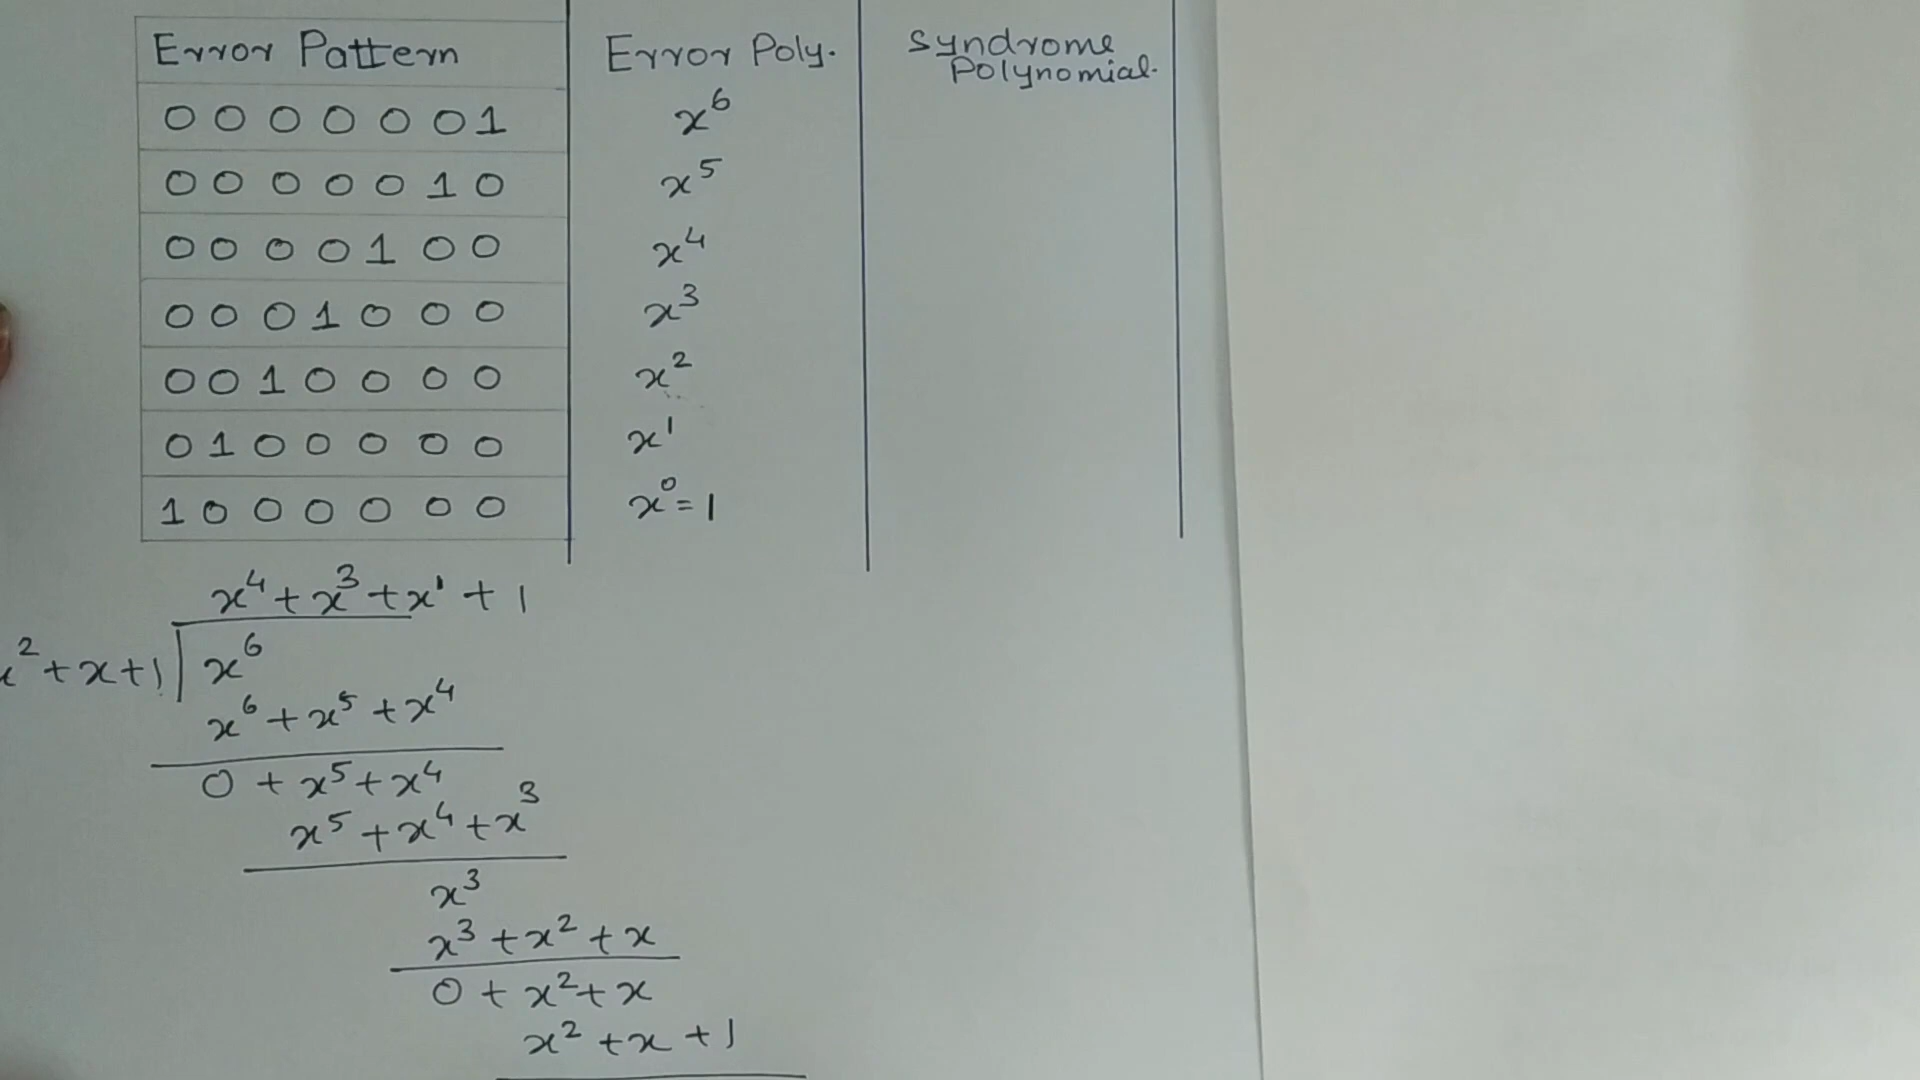 Error Pattern Error Poly. Syndrome Polynomial.
0 0 0 0 0 0 1 x^6
0 0 0 0 0 1 0 x^5
0 0 0 0 1 0 0 x^4
0 0 0 1 0 0 0 x^3
0 0 1 0 0 0 0 x^2
0 1 0 0 0 0 0 x^1
1 0 0 0 0 0 0 x^0 = 1
x^4 + x^3 + x^1 + 1
x^2 + x + 1 x^6
x^6 + x^5 + x^4
0 + x^5 + x^4
x^5 + x^4 + x^3
x^3
x^3 + x^2 + x
0 + x^2 + x
x^2 + x + 1